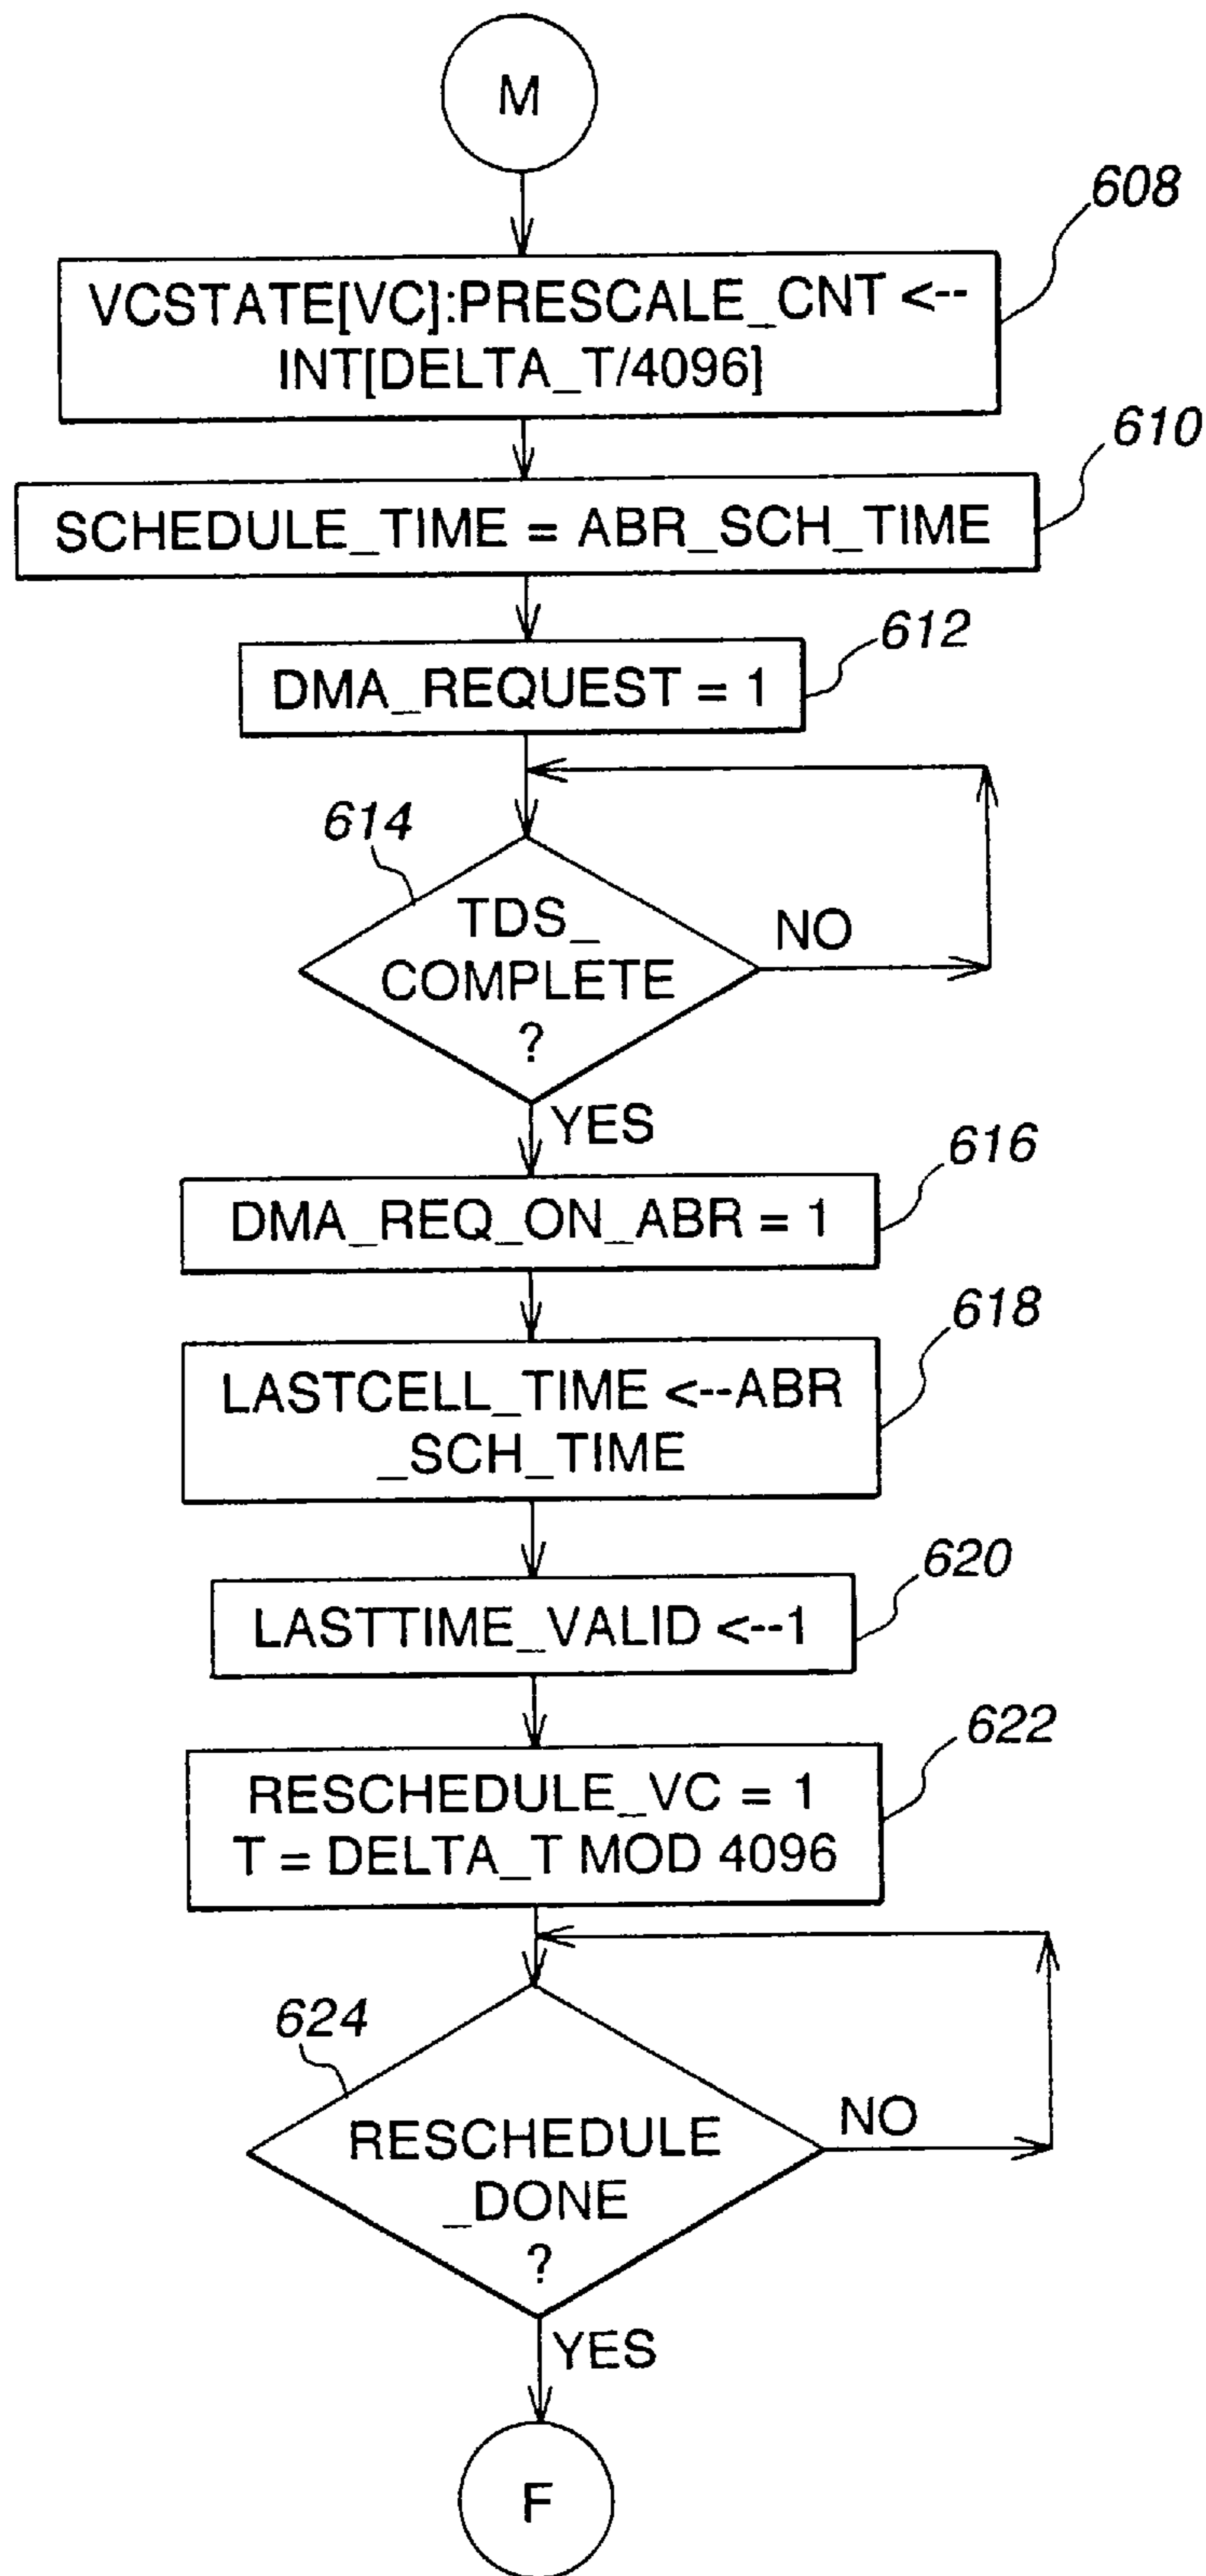 M
608
VCSTATE[VC]:PRESCALE_CNT <--
INT[DELTA_T/4096]
610
SCHEDULE_TIME = ABR_SCH_TIME
612
DMA_REQUEST = 1
614
TDS_
COMPLETE
?
NO
YES
616
DMA_REQ_ON_ABR = 1
618
LASTCELL_TIME <--ABR
_SCH_TIME
620
LASTTIME_VALID <--1
622
RESCHEDULE_VC = 1
T = DELTA_T MOD 4096
624
RESCHEDULE
_DONE
?
NO
YES
F